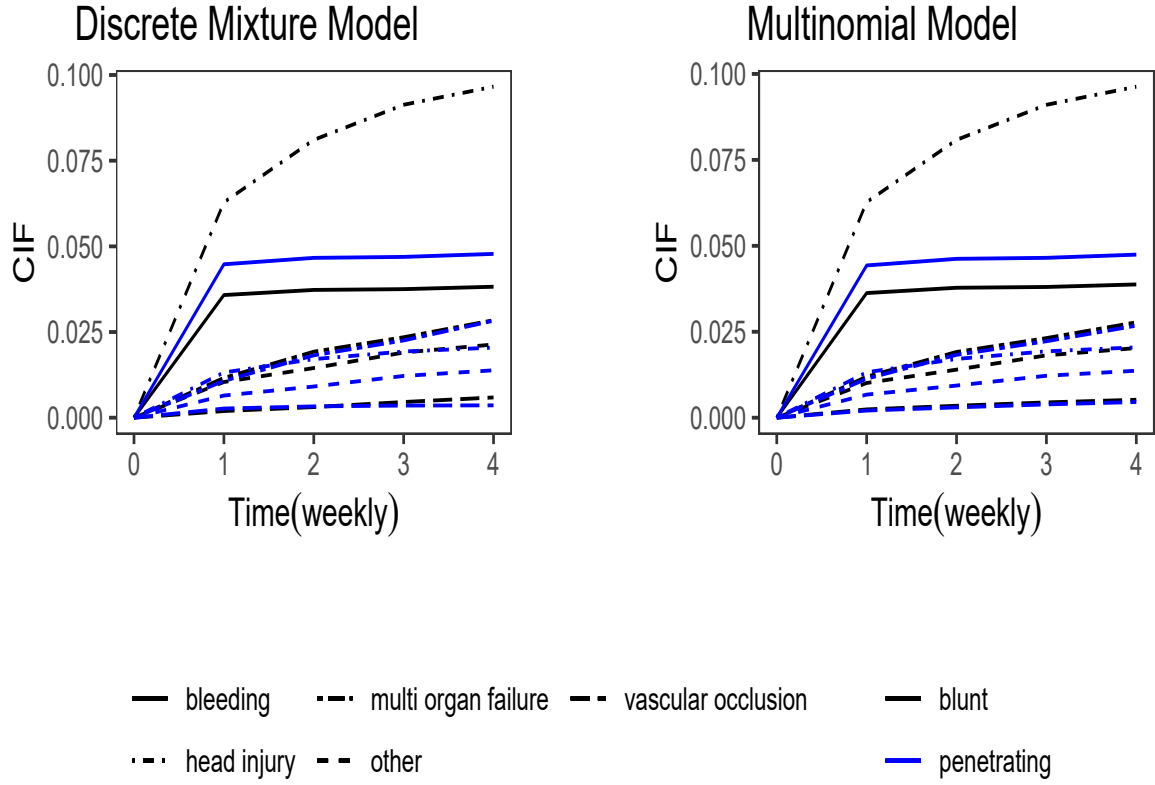 Discrete Mixture Model
Multinomial Model
0.100
0.075
0.050
0.025
0.000
CIF
0 1 2 3 4
Time(weekly)
0.100
0.075
0.050
0.025
0.000
CIF
0 1 2 3 4
Time(weekly)
bleeding multi organ failure vascular occlusion blunt
head injury other penetrating